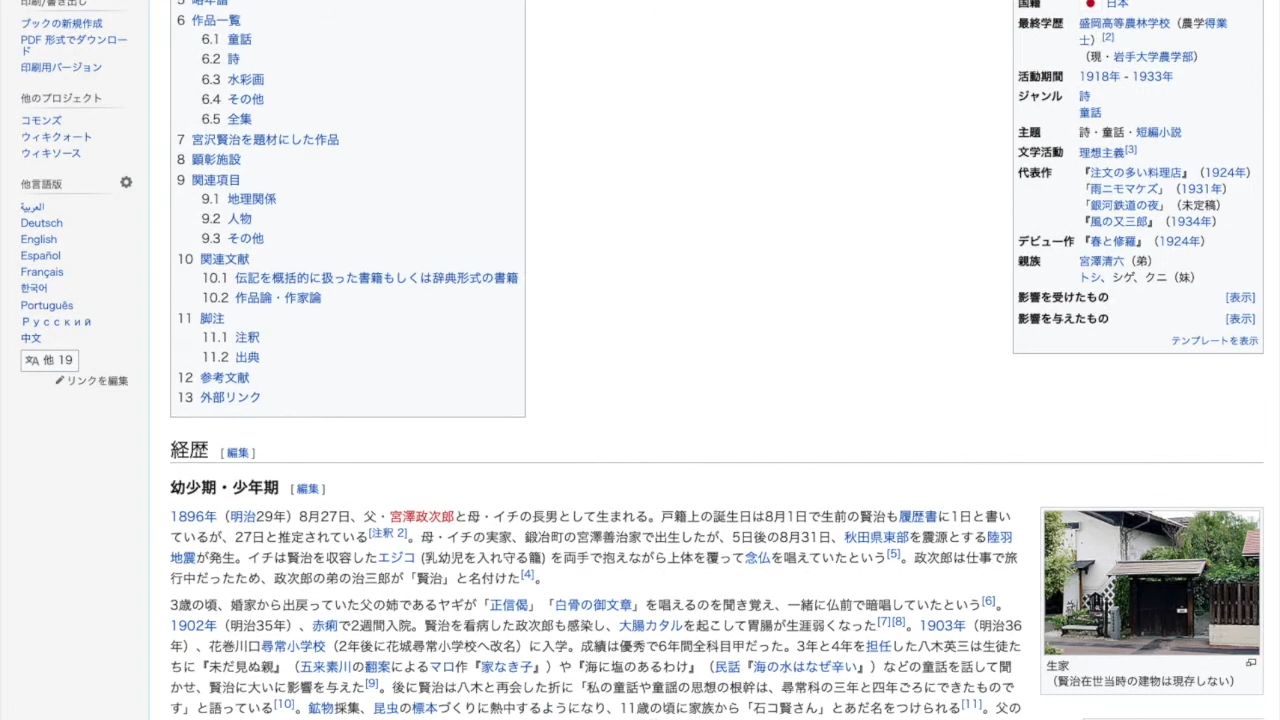 印刷/書き出し
ブックの新規作成
PDF 形式でダウンロー
ド
印刷用バージョン
他のプロジェクト
コモンズ
ウィキクォート
ウィキソース
他言語版
العربية
Deutsch
English
Español
Français
한국어
Português
Русский
中文
文A 他 19
リンクを編集
5 略年譜
6 作品一覧
6.1 童話
6.2 詩
6.3 水彩画
6.4 その他
6.5 全集
7 宮沢賢治を題材にした作品
8 顕彰施設
9 関連項目
9.1 地理関係
9.2 人物
9.3 その他
10 関連文献
10.1 伝記を概括的に扱った書籍もしくは辞典形式の書籍
10.2 作品論・作家論
11 脚注
11.1 注釈
11.2 出典
12 参考文献
13 外部リンク
国籍 日本
最終学歴 盛岡高等農林学校（農学得業
士）[2]
（現・岩手大学農学部）
活動期間 1918年 - 1933年
ジャンル 詩
童話
主題 詩・童話・短編小説
文学活動 理想主義[3]
代表作 『注文の多い料理店』（1924年）
「雨ニモマケズ」（1931年）
「銀河鉄道の夜」（未定稿）
『風の又三郎』（1934年）
デビュー作 『春と修羅』（1924年）
親族 宮澤清六（弟）
トシ、シゲ、クニ（妹）
影響を受けたもの [表示]
影響を与えたもの [表示]
テンプレートを表示
経歴 [編集]
幼少期・少年期 [編集]
1896年（明治29年）8月27日、父・宮澤政次郎と母・イチの長男として生まれる。戸籍上の誕生日は8月1日で生前の賢治も履歴書に1日と書い
ているが、27日と推定されている[注釈 2]。母・イチの実家、鍛冶町の宮澤善治家で出生したが、5日後の8月31日、秋田県東部を震源とする陸羽
地震が発生。イチは賢治を収容したエジコ (乳幼児を入れ守る籠) を両手で抱えながら上体を覆って念仏を唱えていたという[5]。政次郎は仕事で旅
行中だったため、政次郎の弟の治三郎が「賢治」と名付けた[4]。
3歳の頃、婚家から出戻っていた父の姉であるヤギが「正信偈」「白骨の御文章」を唱えるのを聞き覚え、一緒に仏前で暗唱していたという[6]。
1902年（明治35年）、赤痢で2週間入院。賢治を看病した政次郎も感染し、大腸カタルを起こして胃腸が生涯弱くなった[7][8]。1903年（明治36
年）、花巻川口尋常小学校（2年後に花城尋常小学校へ改名）に入学。成績は優秀で6年間全科目甲だった。3年と4年を担任した八木英三は生徒た
ちに『未だ見ぬ親』（五来素川の翻案によるマロ作『家なき子』）や『海に塩のあるわけ』（民話『海の水はなぜ辛い』）などの童話を話して聞
かせ、賢治に大いに影響を与えた[9]。後に賢治は八木と再会した折に「私の童話や童謡の思想の根幹は、尋常科の三年と四年ごろにできたもので
す」と語っている[10]。鉱物採集、昆虫の標本づくりに熱中するようになり、11歳の頃に家族から「石コ賢さん」とあだ名をつけられる[11]。父の
生家
（賢治在世当時の建物は現存しない）